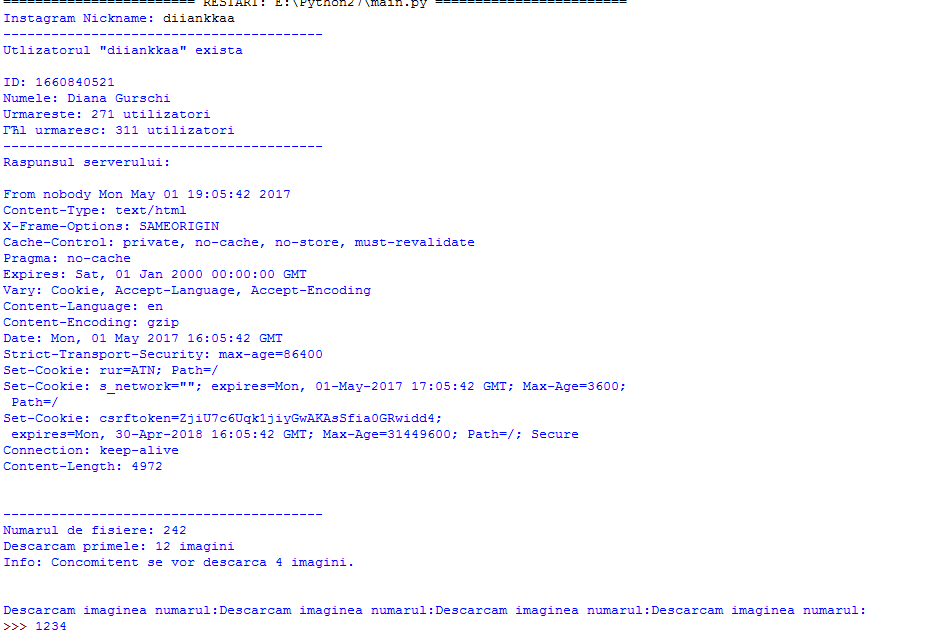 ======================== RESTART: E:\Python27\main.py ========================
Instagram Nickname: diiankkaa
----------------------------------------
Utlizatorul "diiankkaa" exista
ID: 1660840521
Numele: Diana Gurschi
Urmareste: 271 utilizatori
urmaresc: 311 utilizatori
----------------------------------------
Raspunsul serverului:
From nobody Mon May 01 19:05:42 2017
Content-Type: text/html
X-Frame-Options: SAMEORIGIN
Cache-Control: private, no-cache, no-store, must-revalidate
Pragma: no-cache
Expires: Sat, 01 Jan 2000 00:00:00 GMT
Vary: Cookie, Accept-Language, Accept-Encoding
Content-Language: en
Content-Encoding: gzip
Date: Mon, 01 May 2017 16:05:42 GMT
Strict-Transport-Security: max-age=86400
Set-Cookie: rur=ATN; Path=/
Set-Cookie: s_network=""; expires=Mon, 01-May-2017 17:05:42 GMT; Max-Age=3600;
Path=/
Set-Cookie: csrftoken=ZjiU7c6Uqk1jiyGwAKAsSfia0GRwidd4;
expires=Mon, 30-Apr-2018 16:05:42 GMT; Max-Age=31449600; Path=/; Secure
Connection: keep-alive
Content-Length: 4972
----------------------------------------
Numarul de fisiere: 242
Descarcam primele: 12 imagini
Info: Concomitent se vor descarca 4 imagini.
Descarcam imaginea numarul:Descarcam imaginea numarul:Descarcam imaginea numarul:Descarcam imaginea numarul:
>>> 1234